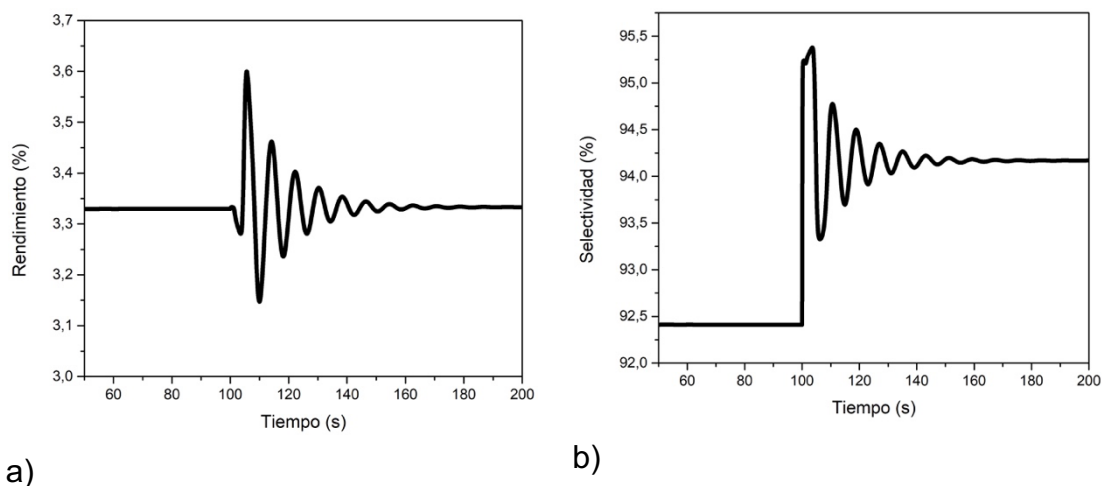 3,7
3,6
3,5
3,4
3,3
3,2
3,1
3,0
Rendimiento (%)
60 80 100 120 140 160 180 200
Tiempo (s)
a)
95,5
95,0
94,5
94,0
93,5
93,0
92,5
92,0
Selectividad (%)
60 80 100 120 140 160 180 200
Tiempo (s)
b)